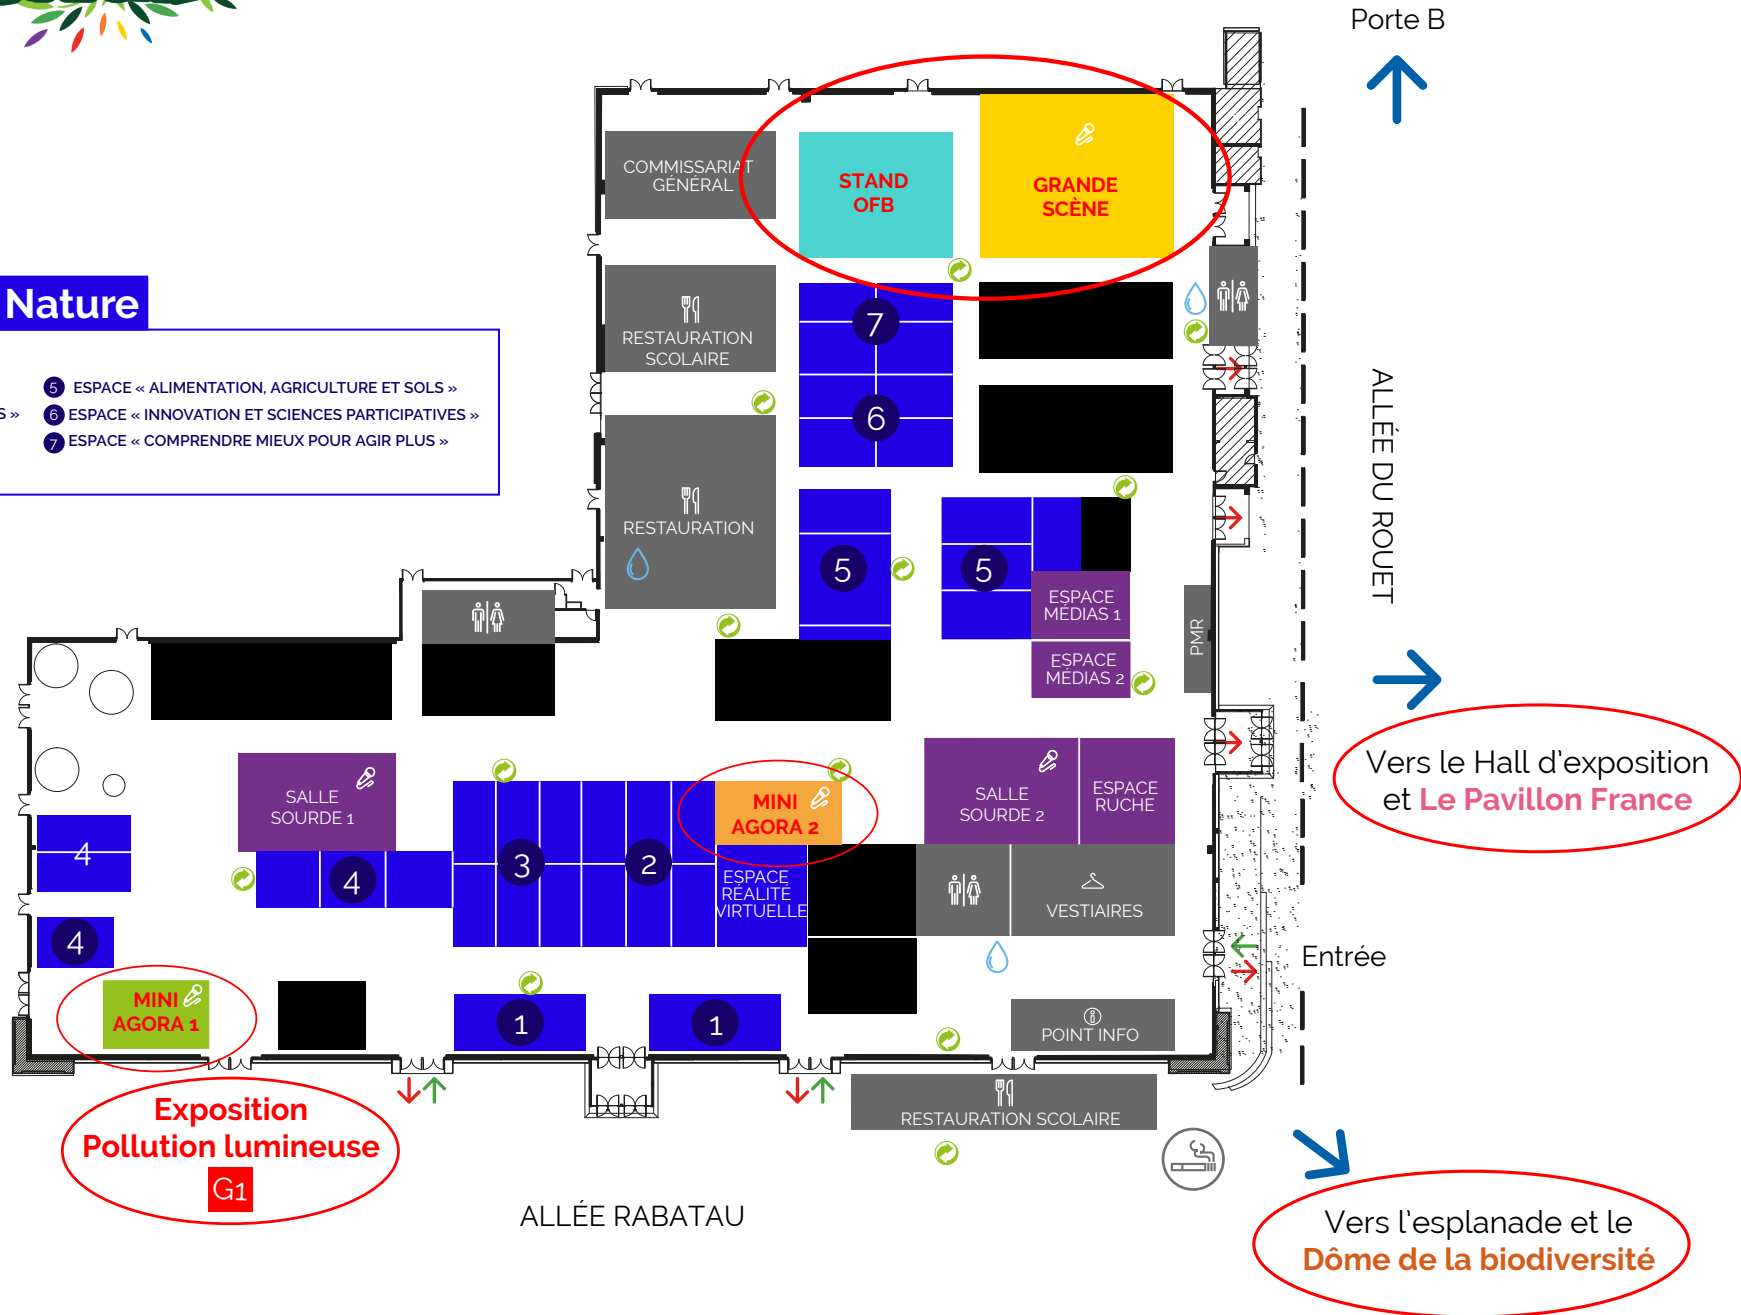 Porte B
COMMISSARIAT
GÉNÉRAL
STAND
OFB
GRANDE
SCÈNE
Nature
RESTAURATION
SCOLAIRE
7
5 ESPACE « ALIMENTATION, AGRICULTURE ET SOLS »
S » 6 ESPACE « INNOVATION ET SCIENCES PARTICIPATIVES »
7 ESPACE « COMPRENDRE MIEUX POUR AGIR PLUS »
6
ALLÉE DU ROUET
RESTAURATION
5
5
ESPACE
MÉDIAS 1
ESPACE
MÉDIAS 2
PMR
Vers le Hall d'exposition
et Le Pavillon France
SALLE
SOURDE 1
MINI
AGORA 2
SALLE
SOURDE 2
ESPACE
RUCHE
4
4
3
2
ESPACE
RÉALITÉ
VIRTUELLE
VESTIAIRES
4
Entrée
MINI
AGORA 1
1
1
POINT INFO
Exposition
Pollution lumineuse
G1
RESTAURATION SCOLAIRE
ALLÉE RABATAU
Vers l'esplanade et le
Dôme de la biodiversité